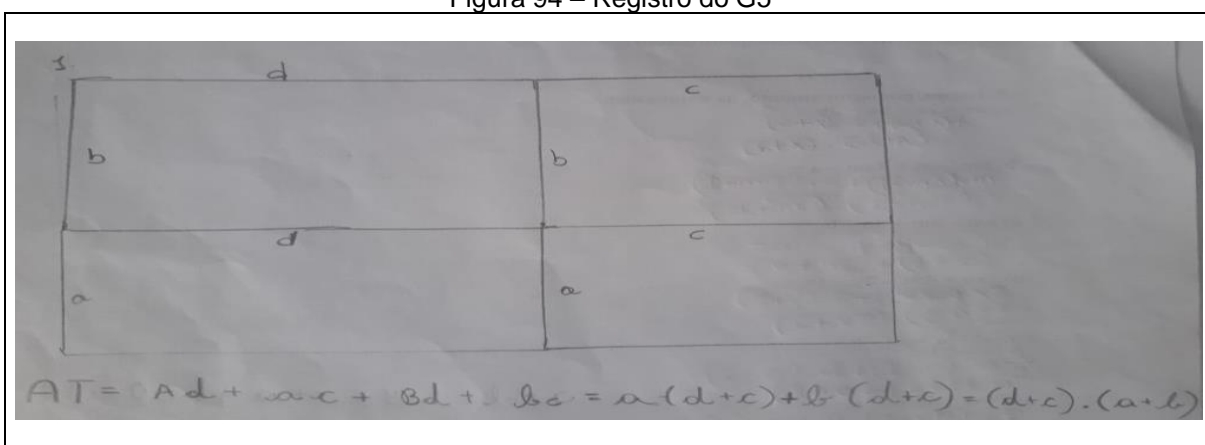 Figura 94 – Registro do G5
1.
d
c
b
b
d
c
a
a
AT = Ad + ac + Bd + bc = a(d+c)+b(d+c)=(d+c).(a+b)